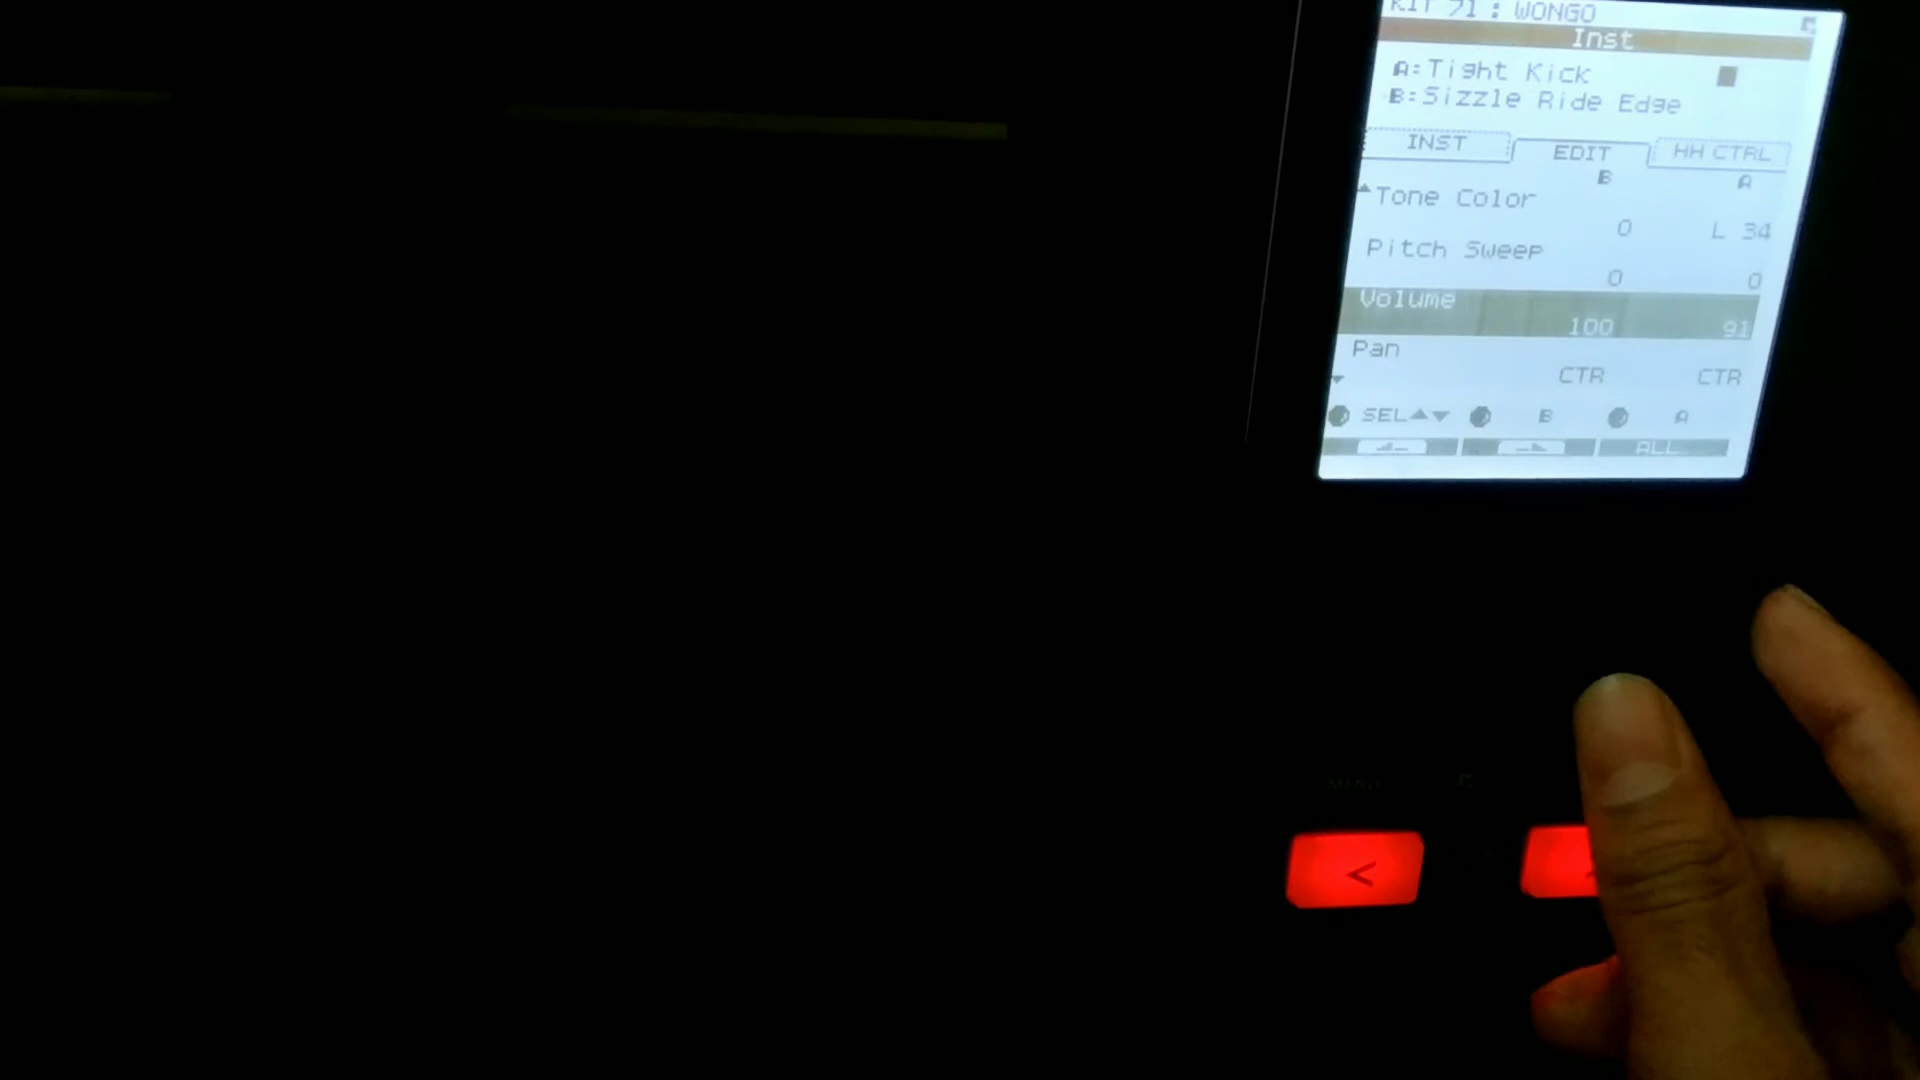 KIT 71 : WONGO
Inst
A:Tight Kick
B:Sizzle Ride Edge
INST EDIT HH CTRL
B A
Tone Color
0 L 34
Pitch Sweep
0 0
Volume
100 91
Pan
CTR CTR
SEL▲▼ B A
ALL
MENU
<